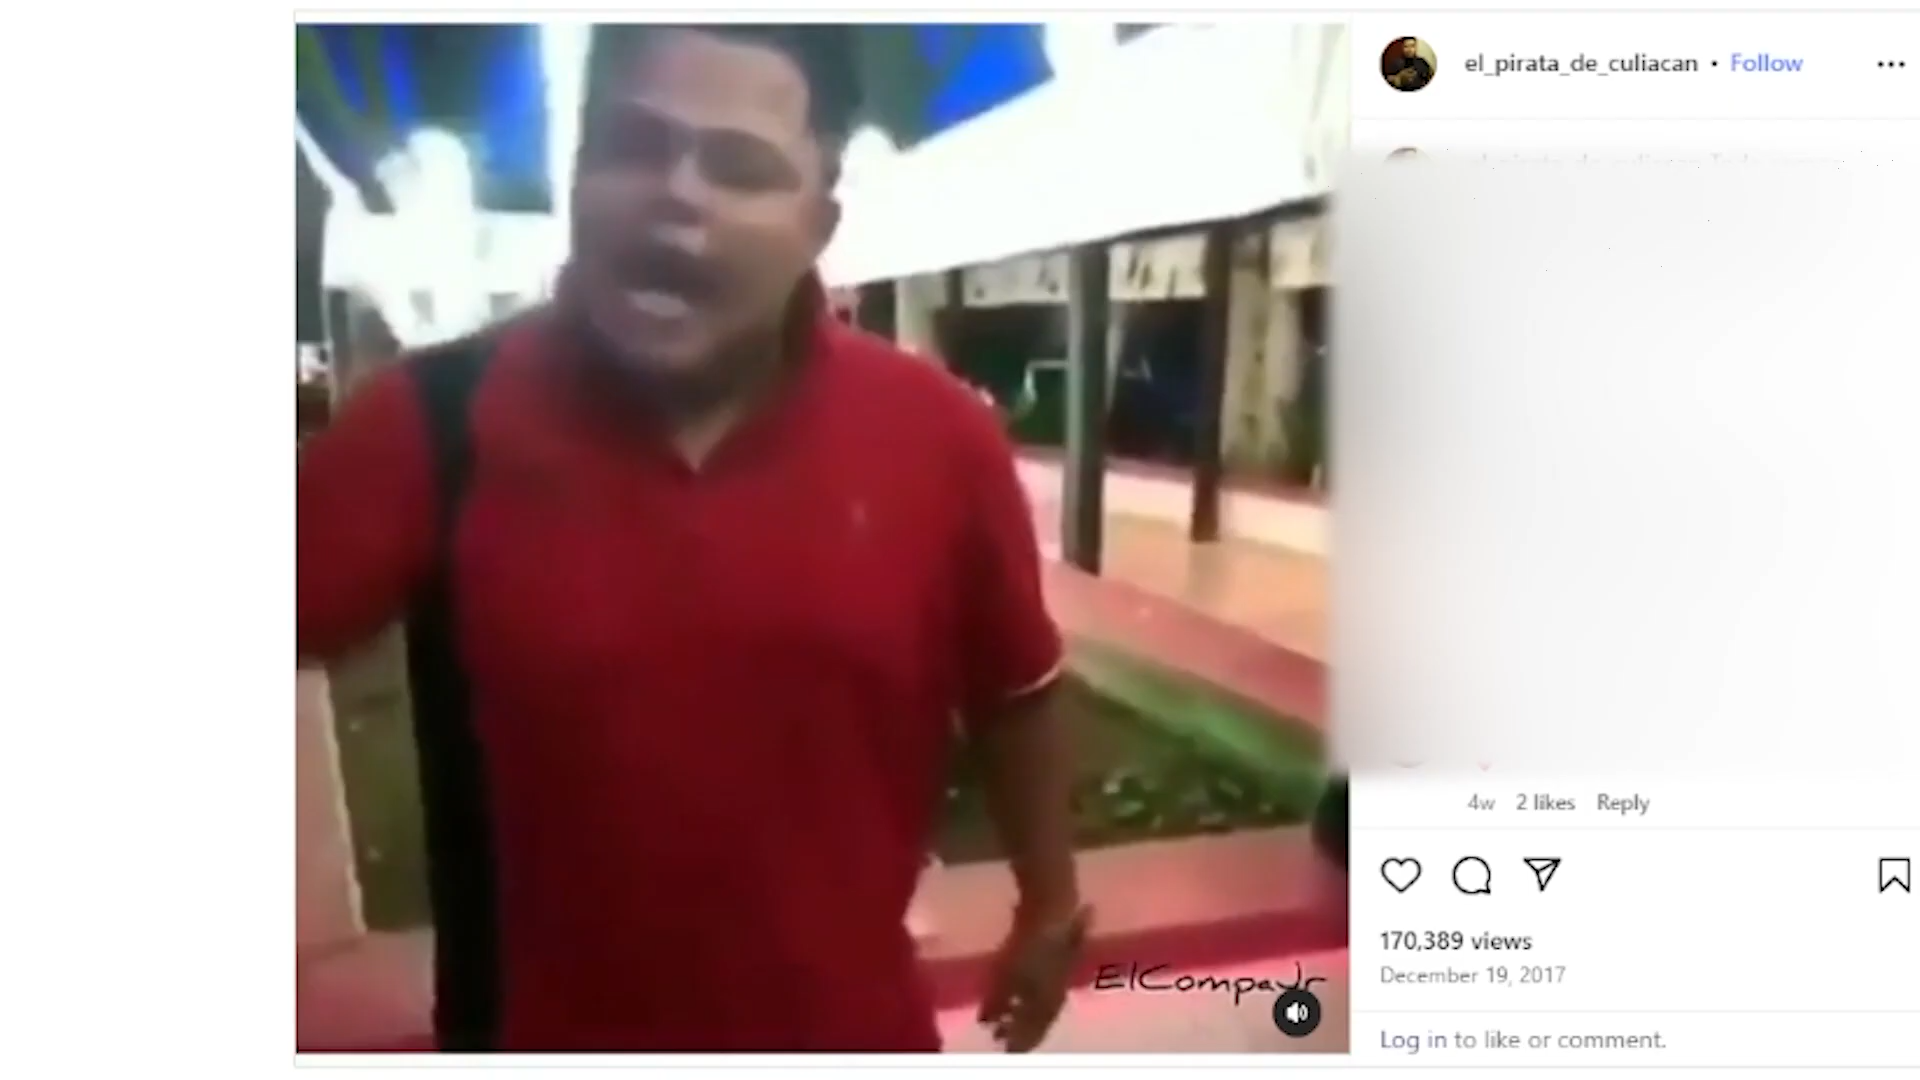 el_pirata_de_culiacan • Follow
4w 2 likes Reply
170,389 views
December 19, 2017
ElCompaJr
Log in to like or comment.